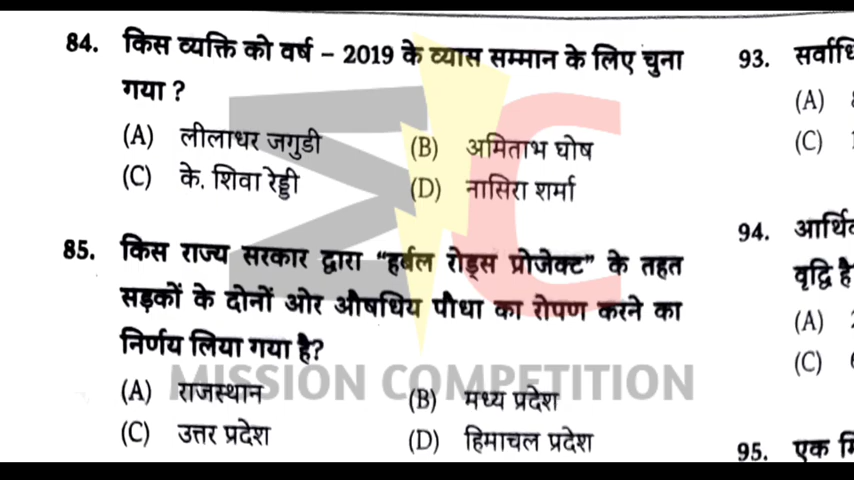 84. किस व्यक्ति को वर्ष – 2019 के व्यास सम्मान के लिए चुना
गया ?
(A) लीलाधर जगुडी
(B) अमिताभ घोष
(C) के. शिवा रेड्डी
(D) नासिरा शर्मा
85. किस राज्य सरकार द्वारा “हर्बल रोड्स प्रोजेक्ट” के तहत
सड़कों के दोनों ओर औषधिय पौधा का रोपण करने का
निर्णय लिया गया है?
(A) राजस्थान
(B) मध्य प्रदेश
(C) उत्तर प्रदेश
(D) हिमाचल प्रदेश
MISSION COMPETITION
93.
(A)
(C)
94.
वृद्धि है
(A)
(C)
95. एक